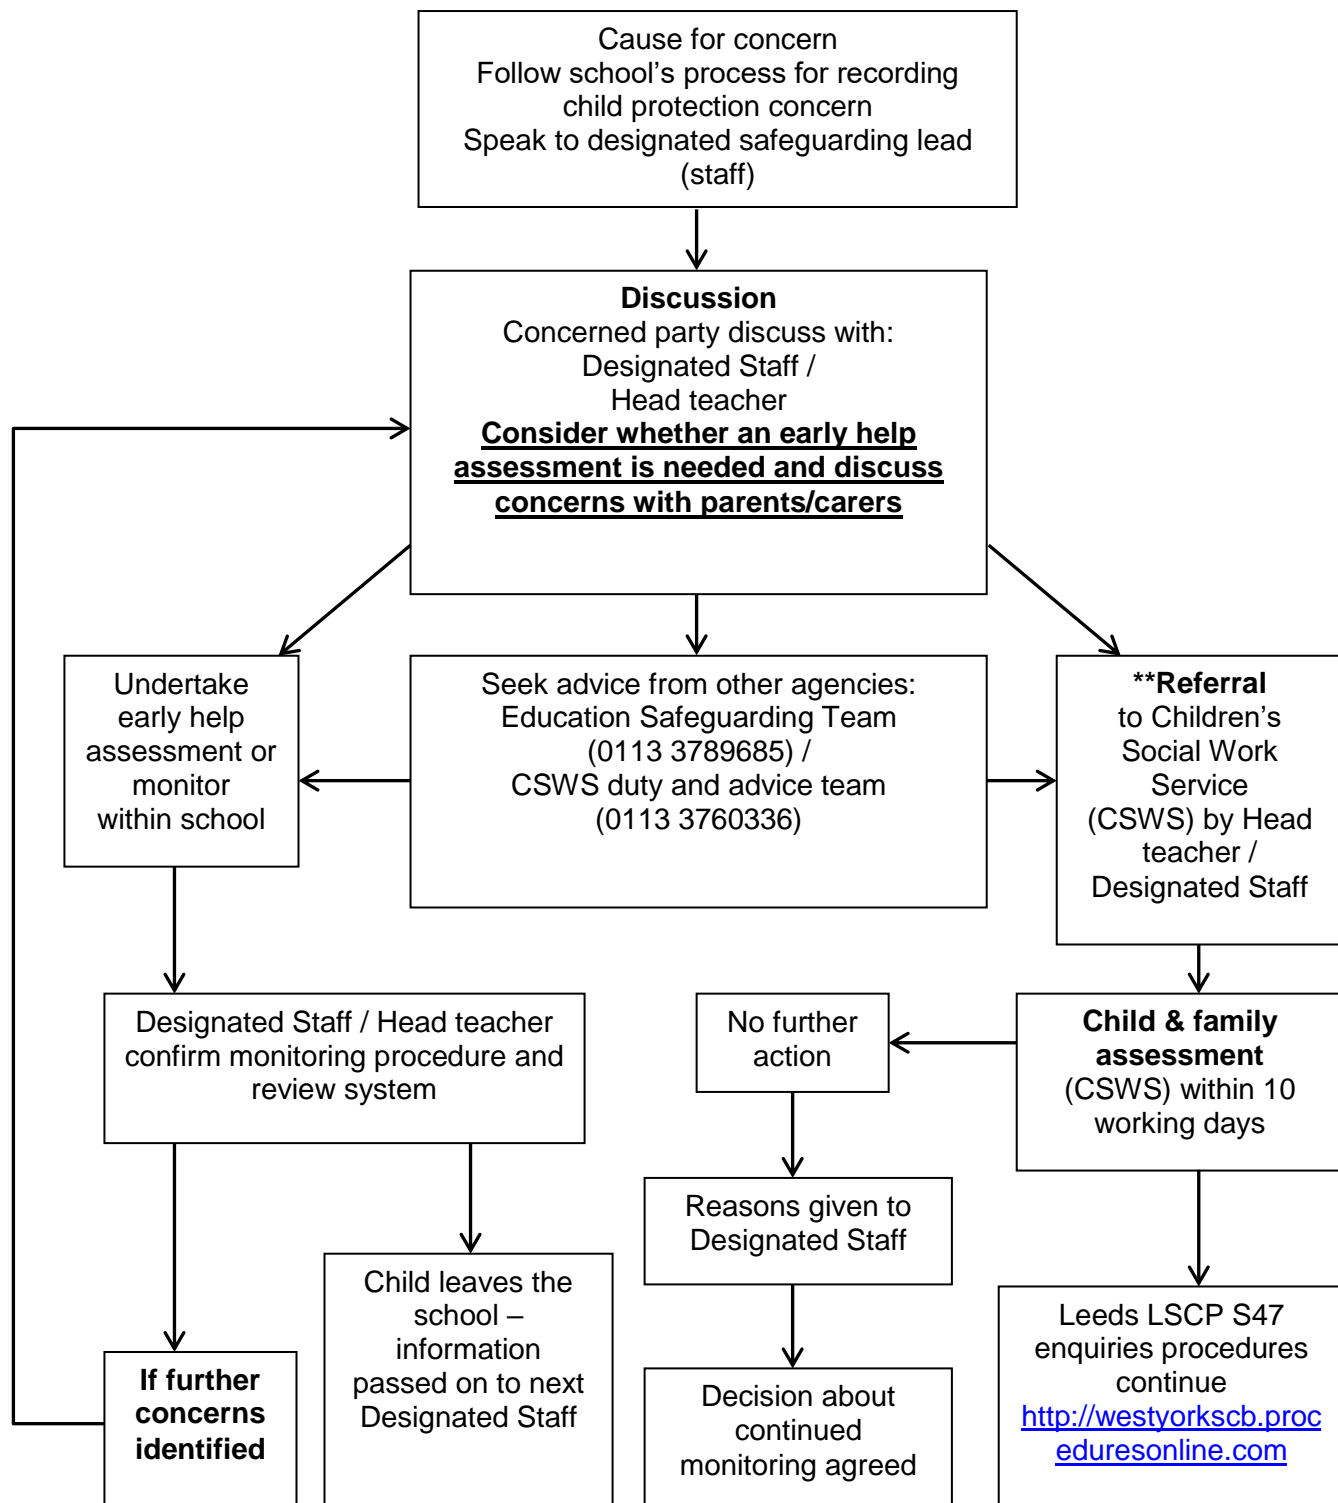 Cause for concern
Follow school’s process for recording
child protection concern
Speak to designated safeguarding lead
(staff)
Discussion
Concerned party discuss with:
Designated Staff /
Head teacher
Consider whether an early help
assessment is needed and discuss
concerns with parents/carers
Undertake
early help
assessment or
monitor
within school
Seek advice from other agencies:
Education Safeguarding Team
(0113 3789685) /
CSWS duty and advice team
(0113 3760336)
**Referral
to Children’s
Social Work
Service
(CSWS) by Head
teacher /
Designated Staff
Designated Staff / Head teacher
confirm monitoring procedure and
review system
No further
action
Child & family
assessment
(CSWS) within 10
working days
Reasons given to
Designated Staff
Child leaves the
school –
information
passed on to next
Designated Staff
Leeds LSCP S47
enquiries procedures
continue
http://westyorkscb.proc
eduresonline.com
If further
concerns
identified
Decision about
continued
monitoring agreed